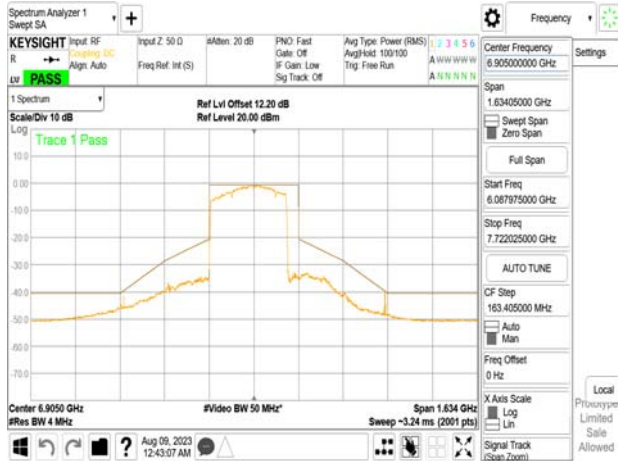 Spectrum Analyzer 1
Swept SA
Frequency
KEYSIGHT
R
LV PASS
Input: RF
Coupling: DC
Align: Auto
Input Z: 50 Ω
Freq Ref: Int (S)
#Atten: 20 dB
PNO: Fast
Gate: Off
IF Gain: Low
Sig Track: Off
Avg Type: Power (RMS)
Avg|Hold: 100/100
Trig: Free Run
1 2 3 4 5 6
A W W W W W
A N N N N N
1 Spectrum
Scale/Div 10 dB
Log
Ref Lvl Offset 12.20 dB
Ref Level 20.00 dBm
Trace 1 Pass
10.0
0.00
-10.0
-20.0
-30.0
-40.0
-50.0
-60.0
-70.0
Center 6.9050 GHz
#Res BW 4 MHz
#Video BW 50 MHz*
Span 1.634 GHz
Sweep ~3.24 ms (2001 pts)
Aug 09, 2023
12:43:07 AM
Center Frequency
6.905000000 GHz
Span
1.63405000 GHz
Swept Span
Zero Span
Full Span
Start Freq
6.087975000 GHz
Stop Freq
7.722025000 GHz
AUTO TUNE
CF Step
163.405000 MHz
Auto
Man
Freq Offset
0 Hz
X Axis Scale
Log
Lin
Signal Track
(Span Zoom)
Settings
Local
Prototype
Limited
Sale
Allowed